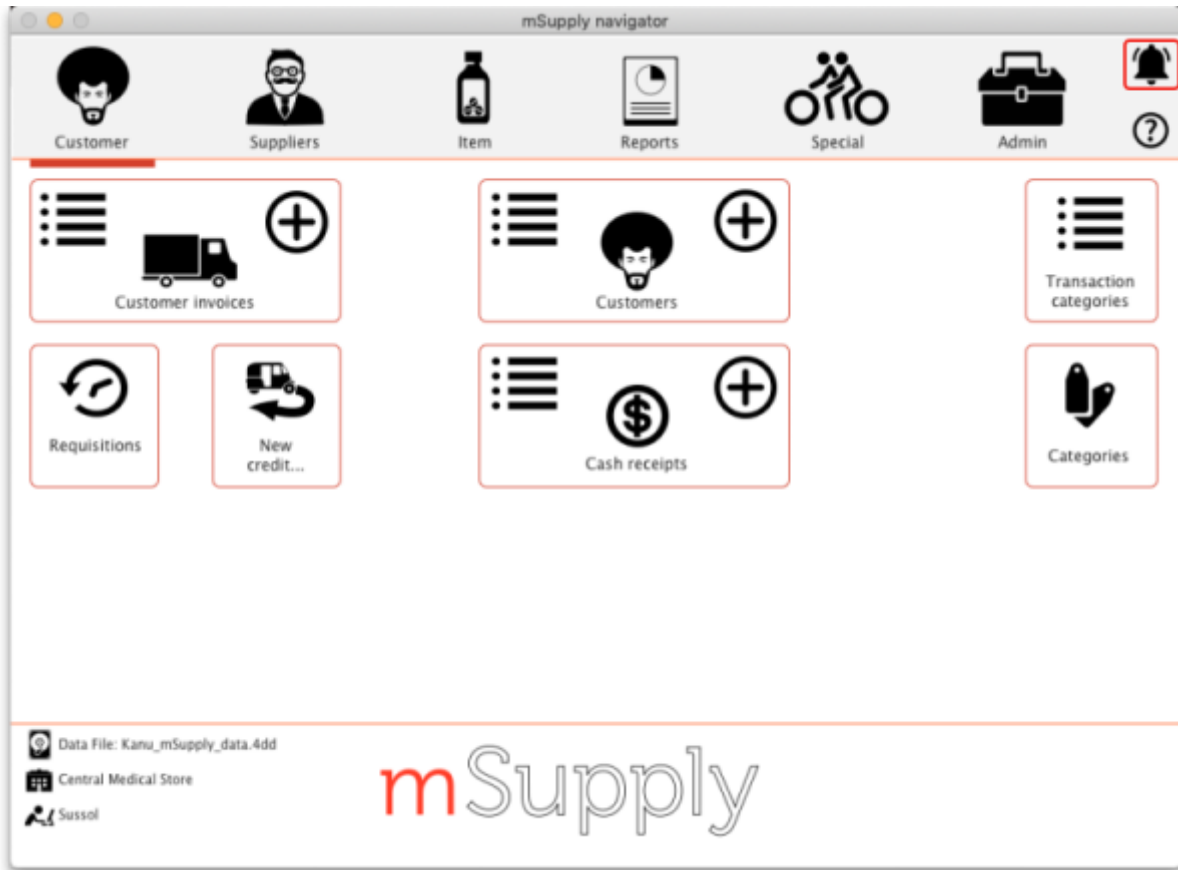 mSupply navigator
Customer
Suppliers
Item
Reports
Special
Admin
?
Customer invoices
Customers
Transaction
categories
Requisitions
New
credit...
$
Cash receipts
Categories
Data File: Kanu_mSupply_data.4dd
Central Medical Store
Sussol
mSupply